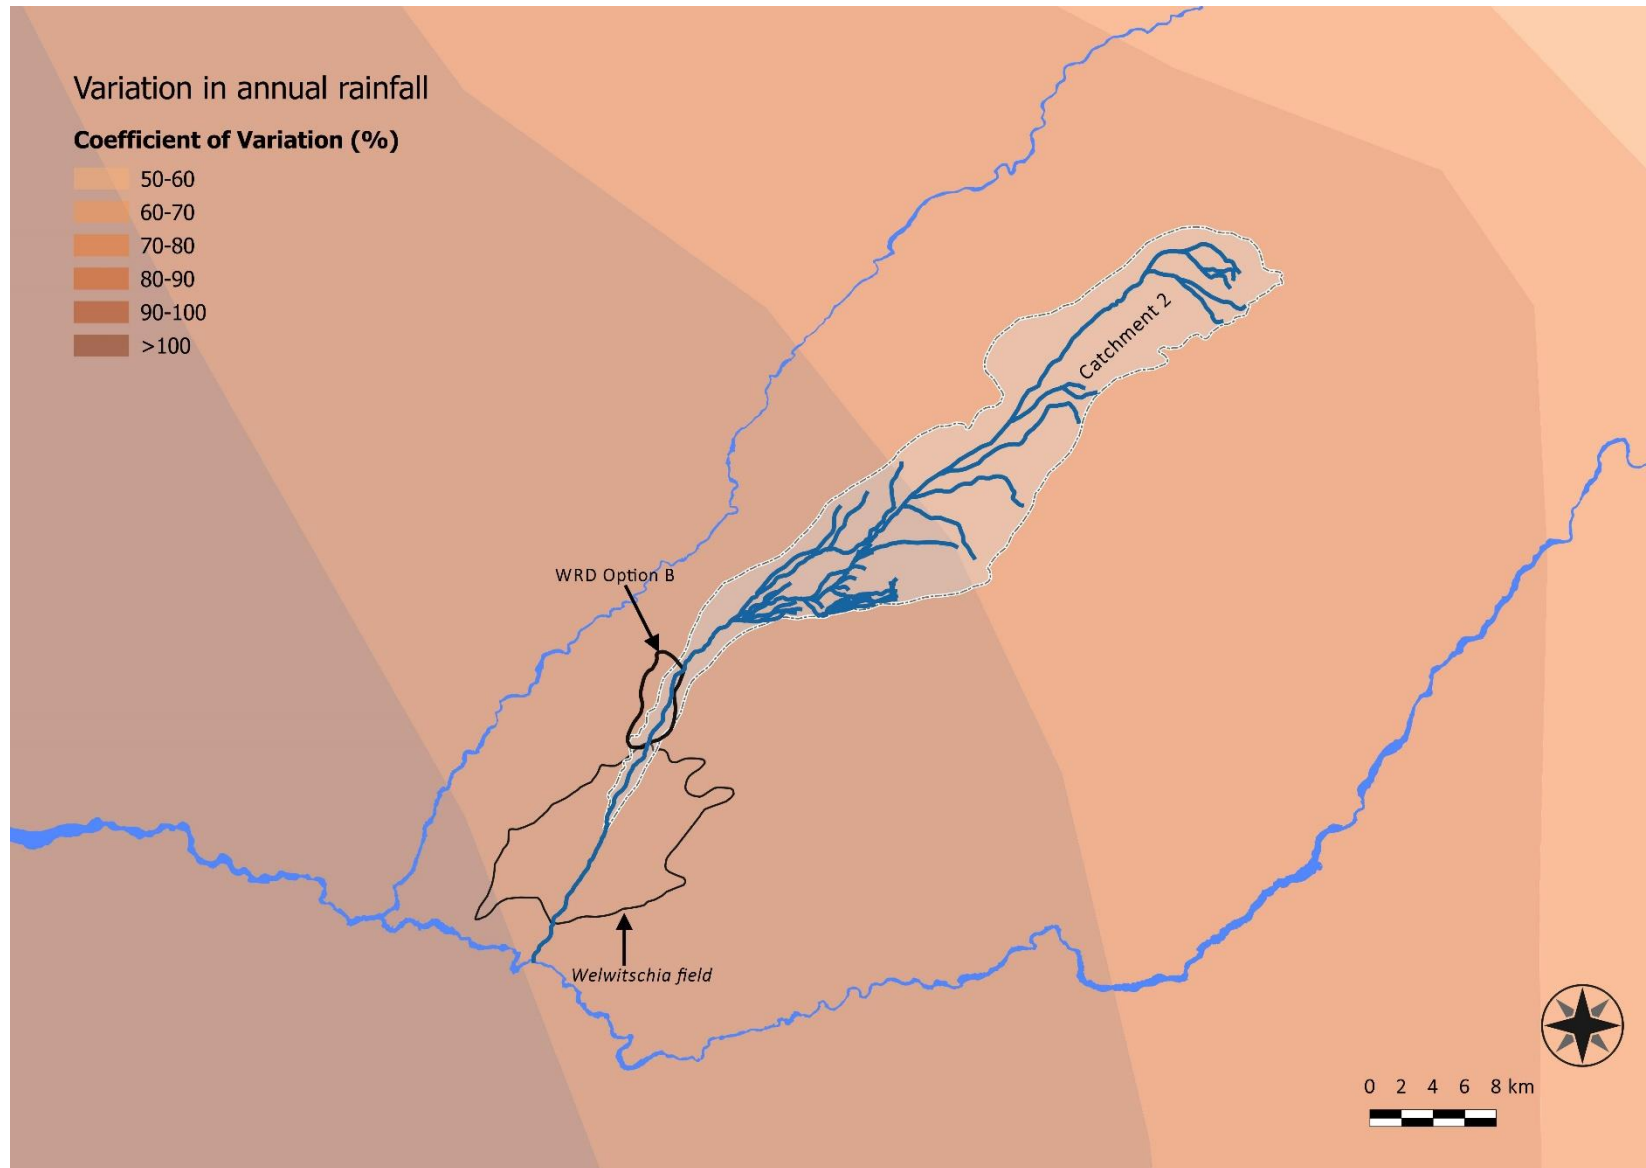 Variation in annual rainfall
Coefficient of Variation (%)
50-60
60-70
70-80
80-90
90-100
>100
Catchment 2
WRD Option B
Welwitschia field
0 2 4 6 8 km